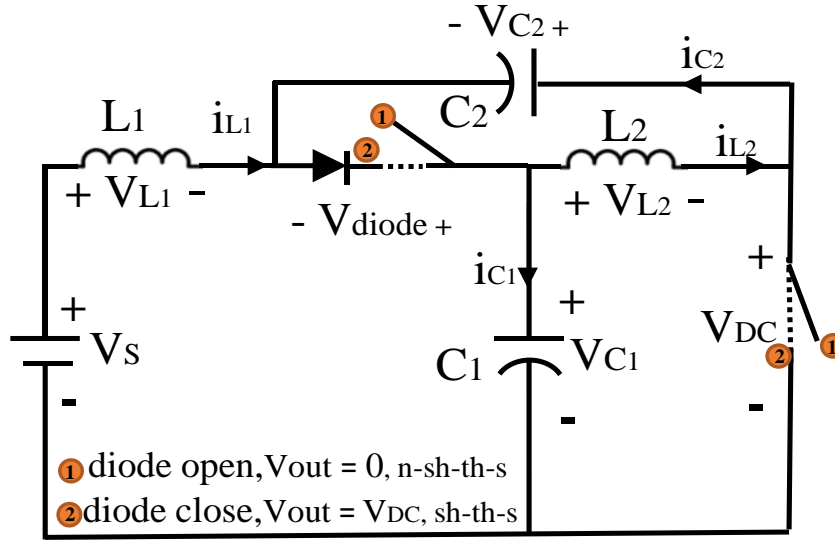 - VC2 +
iC2
C2
L1
iL1
1
2
L2
iL2
+ VL1 -
- Vdiode +
+ VL2 -
iC1
+
+
+
VS
C1
VC1
VDC
1
2
-
-
-
1 diode open,Vout = 0, n-sh-th-s
2 diode close,Vout = VDC, sh-th-s